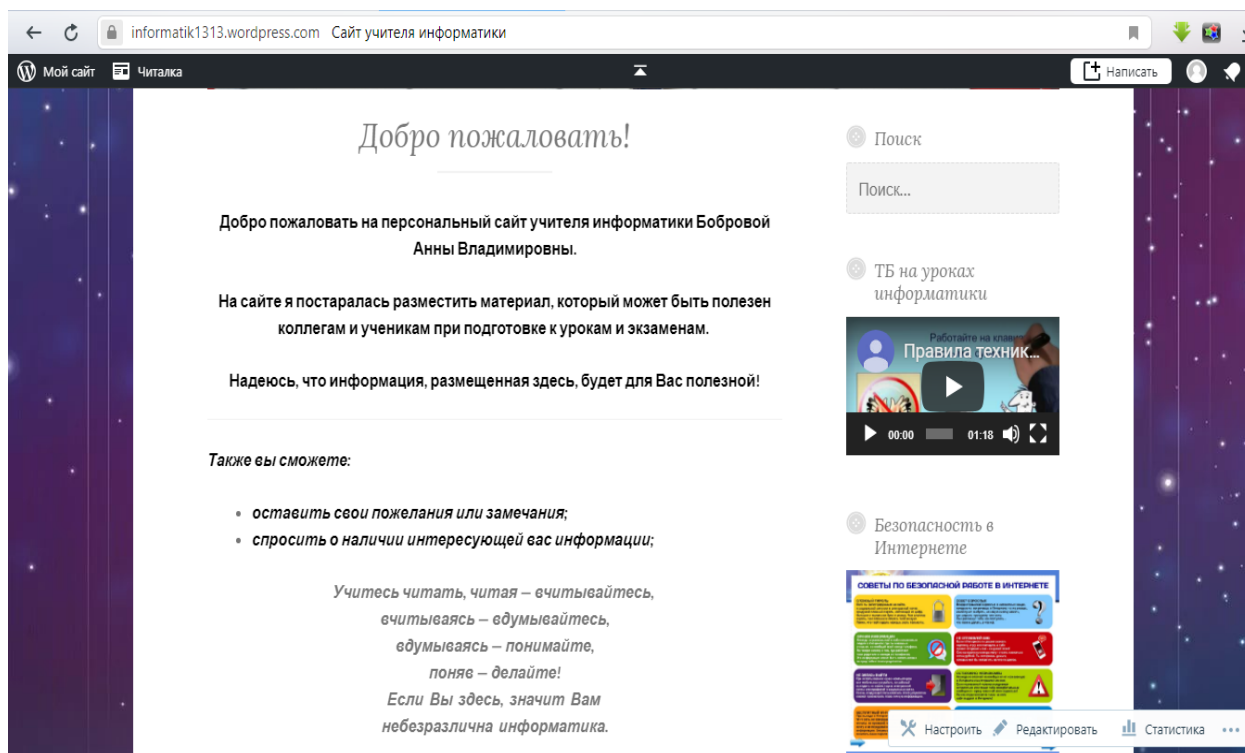 informatik1313.wordpress.com Сайт учителя информатики
Мой сайт Читалка Написать
Добро пожаловать!
Добро пожаловать на персональный сайт учителя информатики Бобровой
Анны Владимировны.
На сайте я постаралась разместить материал, который может быть полезен
коллегам и ученикам при подготовке к урокам и экзаменам.
Надеюсь, что информация, размещенная здесь, будет для Вас полезной!
Также вы сможете:
оставить свои пожелания или замечания;
спросить о наличии интересующей вас информации;
Учитесь читать, читая – вчитывайтесь,
вчитываясь – вдумывайтесь,
вдумываясь – понимайте,
поняв – делайте!
Если Вы здесь, значит Вам
небезразлична информатика.
Поиск
Поиск...
ТБ на уроках
информатики
Работайте на
Правила техник...
00:00 01:18
Безопасность в
Интернете
СОВЕТЫ ПО БЕЗОПАСНОЙ РАБОТЕ В ИНТЕРНЕТЕ
Настроить Редактировать Статистика